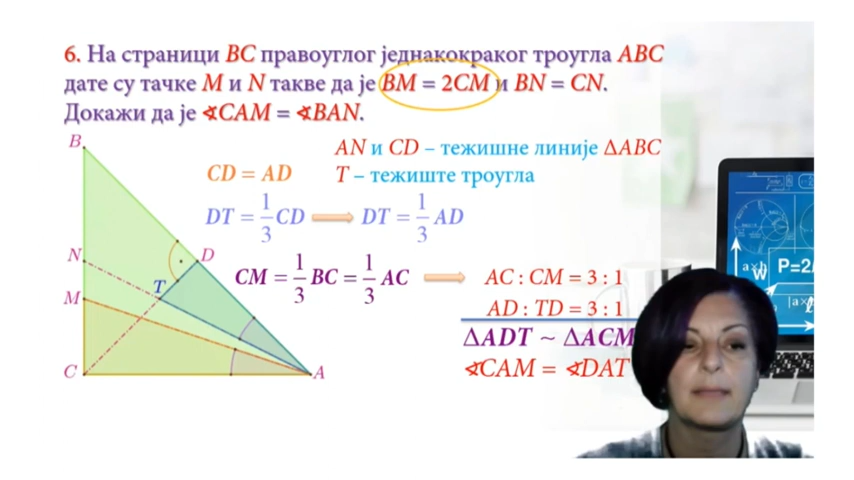 6. На страници BC правоуглог једнакокраког троугла ABC
дате су тачке M и N такве да је BM = 2CM и BN = CN.
Докажи да је ∢CAM = ∢BAN.
AN и CD – тежишне линије ΔABC
CD = AD
T – тежиште троугла
DT = 1/3 CD ⟹ DT = 1/3 AD
CM = 1/3 BC = 1/3 AC ⟹ AC : CM = 3 : 1
AD : TD = 3 : 1
ΔADT ~ ΔACM
∢CAM = ∢DAT
B
N
D
T
M
C
A
P=2